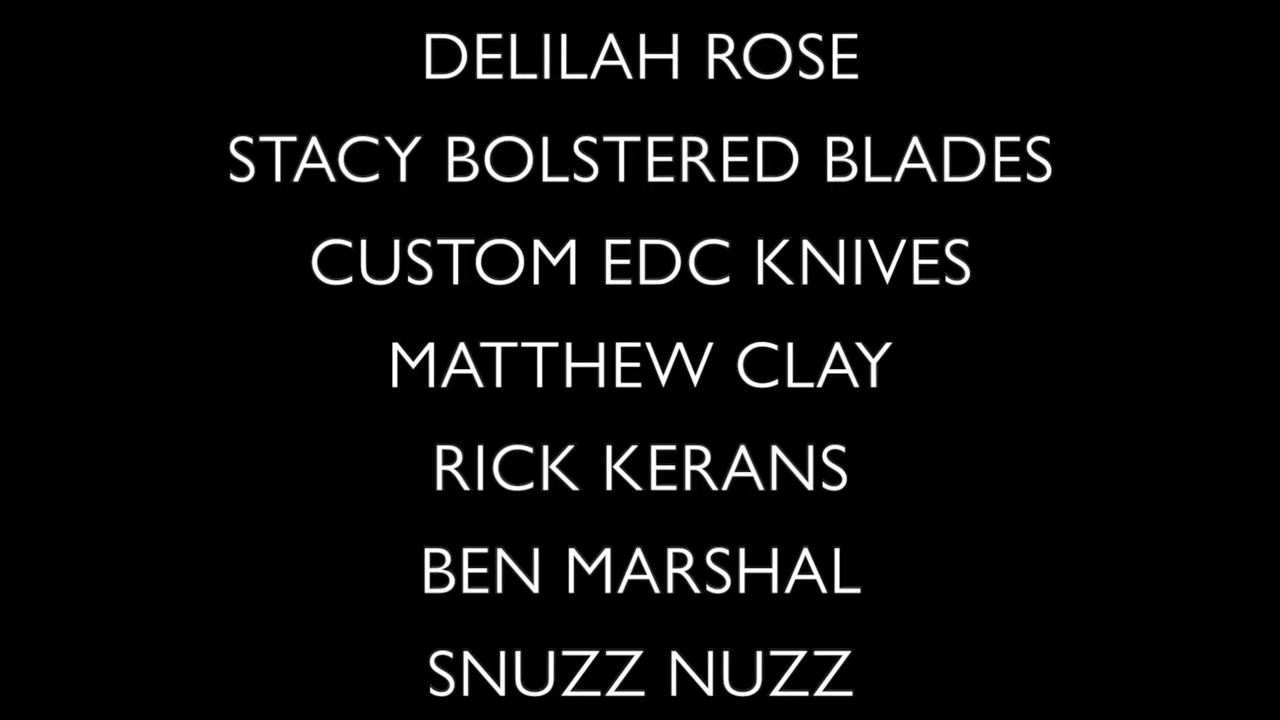 DELILAH ROSE
STACY BOLSTERED BLADES
CUSTOM EDC KNIVES
MATTHEW CLAY
RICK KERANS
BEN MARSHAL
SNUZZ NUZZ